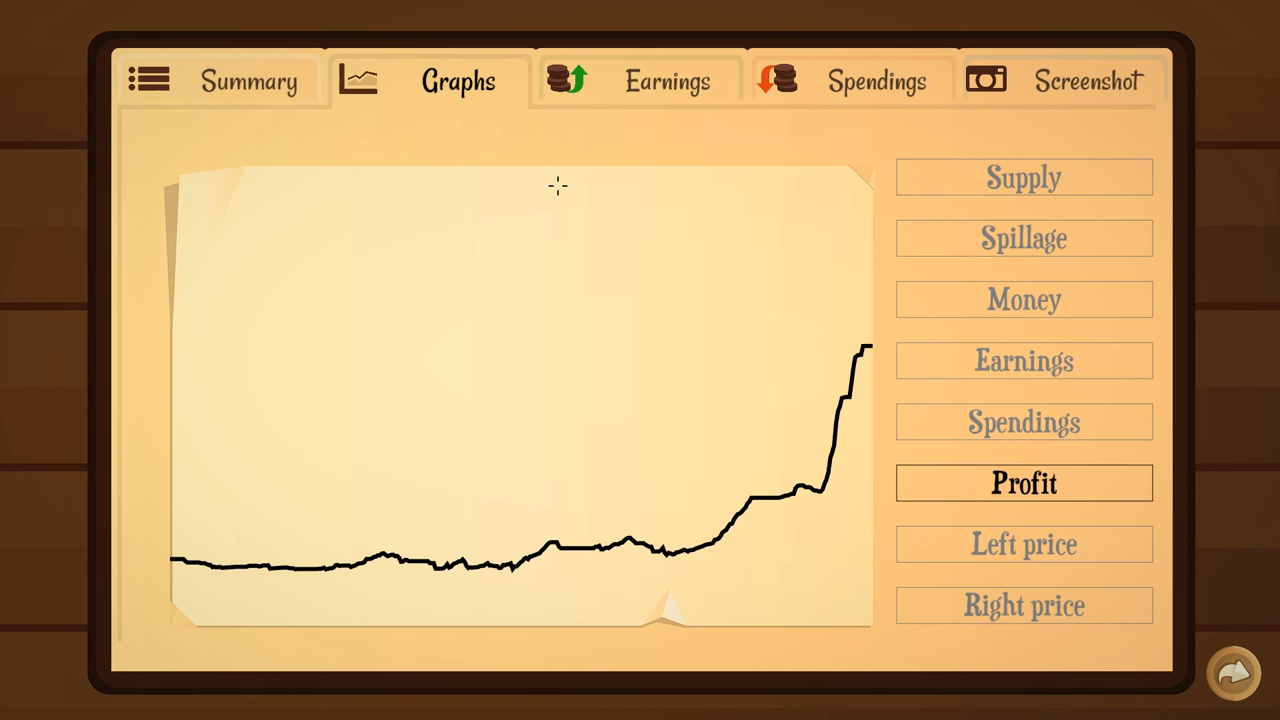 Summary
Graphs
Earnings
Spendings
Screenshot
Supply
Spillage
Money
Earnings
Spendings
Profit
Left price
Right price